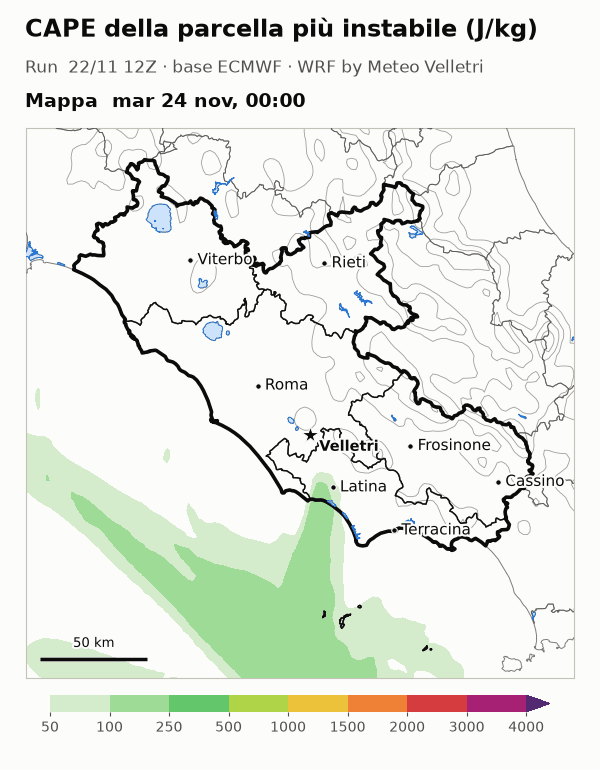 CAPE della parcella più instabile (J/kg)
Run  22/11 12Z · base ECMWF · WRF by Meteo Velletri
Mappa  mar 24 nov, 00:00
Viterbo
Rieti
Roma
Velletri
Frosinone
Cassino
Latina
Terracina
50 km
50 100 250 500 1000 1500 2000 3000 4000